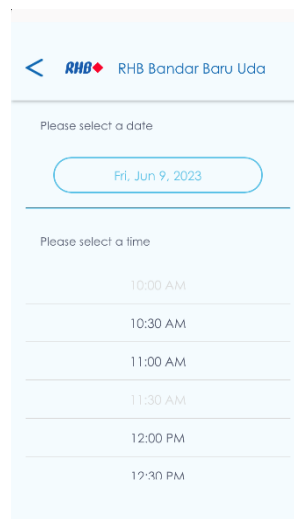 RHB RHB Bandar Baru Uda
Please select a date
Fri, Jun 9, 2023
Please select a time
10:00 AM
10:30 AM
11:00 AM
11:30 AM
12:00 PM
12:30 PM